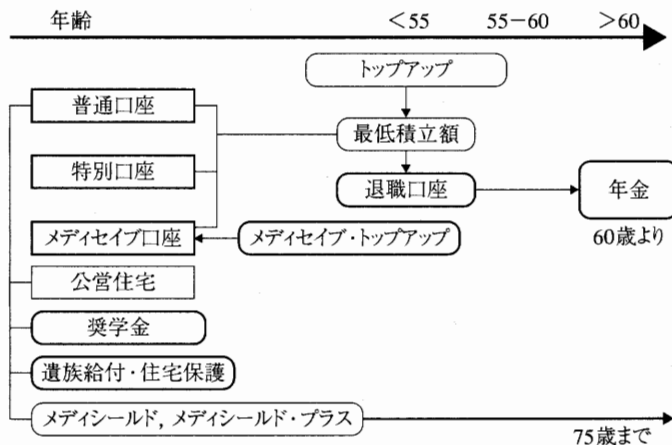 年齢 <55 55-60 >60
トップアップ
普通口座
最低積立額
特別口座
退職口座
年金
メディセイブ口座
メディセイブ・トップアップ
60歳より
公営住宅
奨学金
遺族給付・住宅保護
メディシールド, メディシールド・プラス
75歳まで